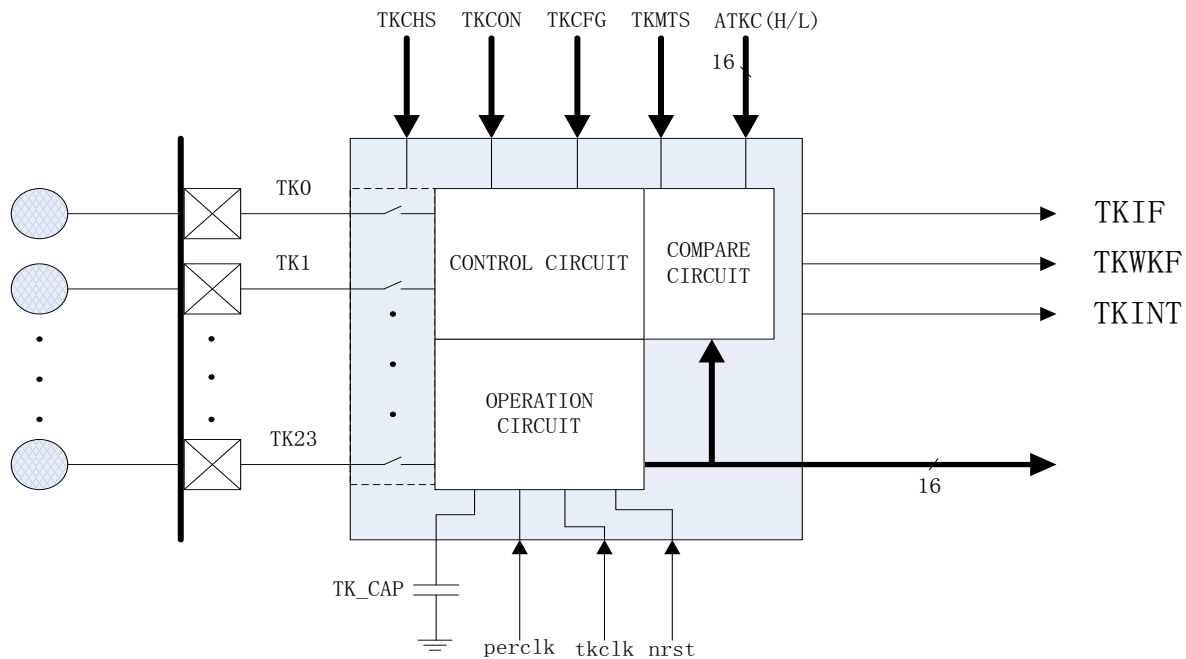 TKCHS TKCON TKCFG TKMTS ATKC(H/L)
16
TK0
TK1
TK23
CONTROL CIRCUIT
COMPARE
CIRCUIT
OPERATION
CIRCUIT
TKIF
TKWKF
TKINT
16
TK_CAP
perclk tkclk nrst